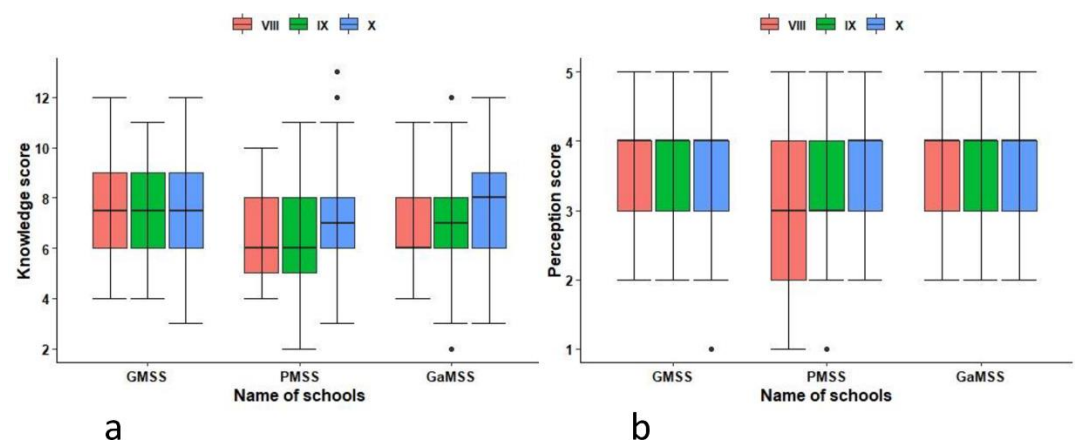 VIII IX X
Knowledge score
12
10
8
6
4
2
GMSS PMSS GaMSS
Name of schools
a
VIII IX X
Perception score
5
4
3
2
1
GMSS PMSS GaMSS
Name of schools
b